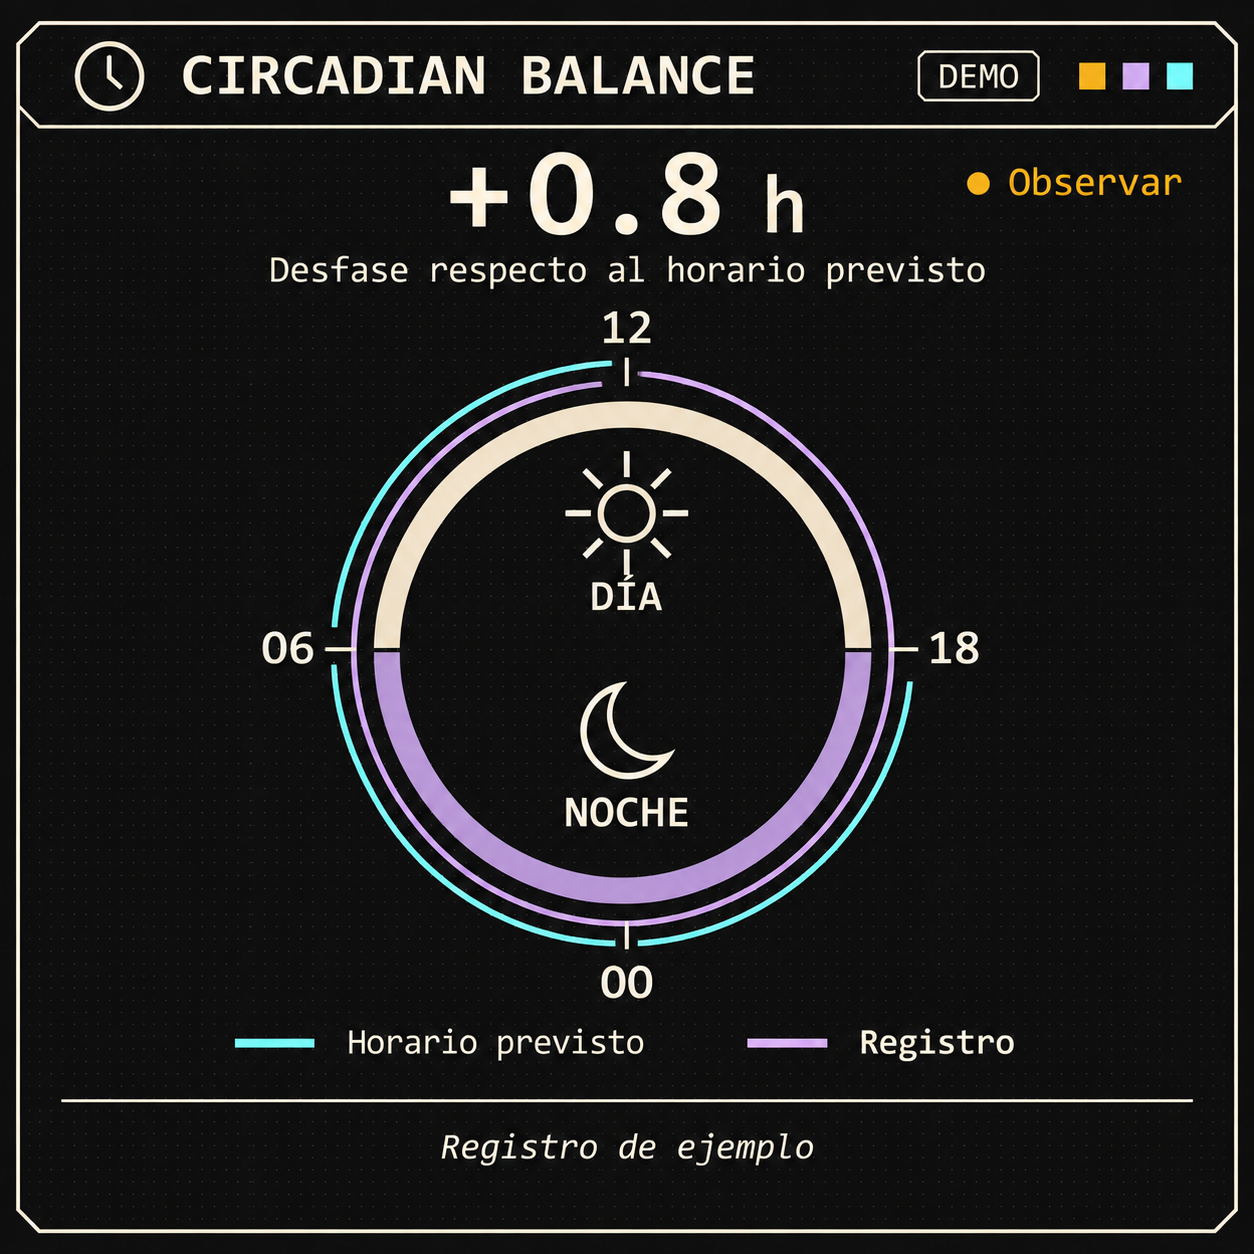 CIRCADIAN BALANCE
DEMO
+0.8 h
Observar
Desfase respecto al horario previsto
12
DÍA
06
18
NOCHE
00
Horario previsto
Registro
Registro de ejemplo